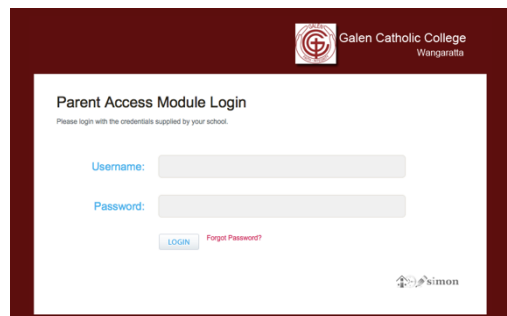 GALEN
Galen Catholic College
Wangaratta
Parent Access Module Login
Please login with the credentials supplied by your school.
Username:
Password:
LOGIN
Forgot Password?
simon